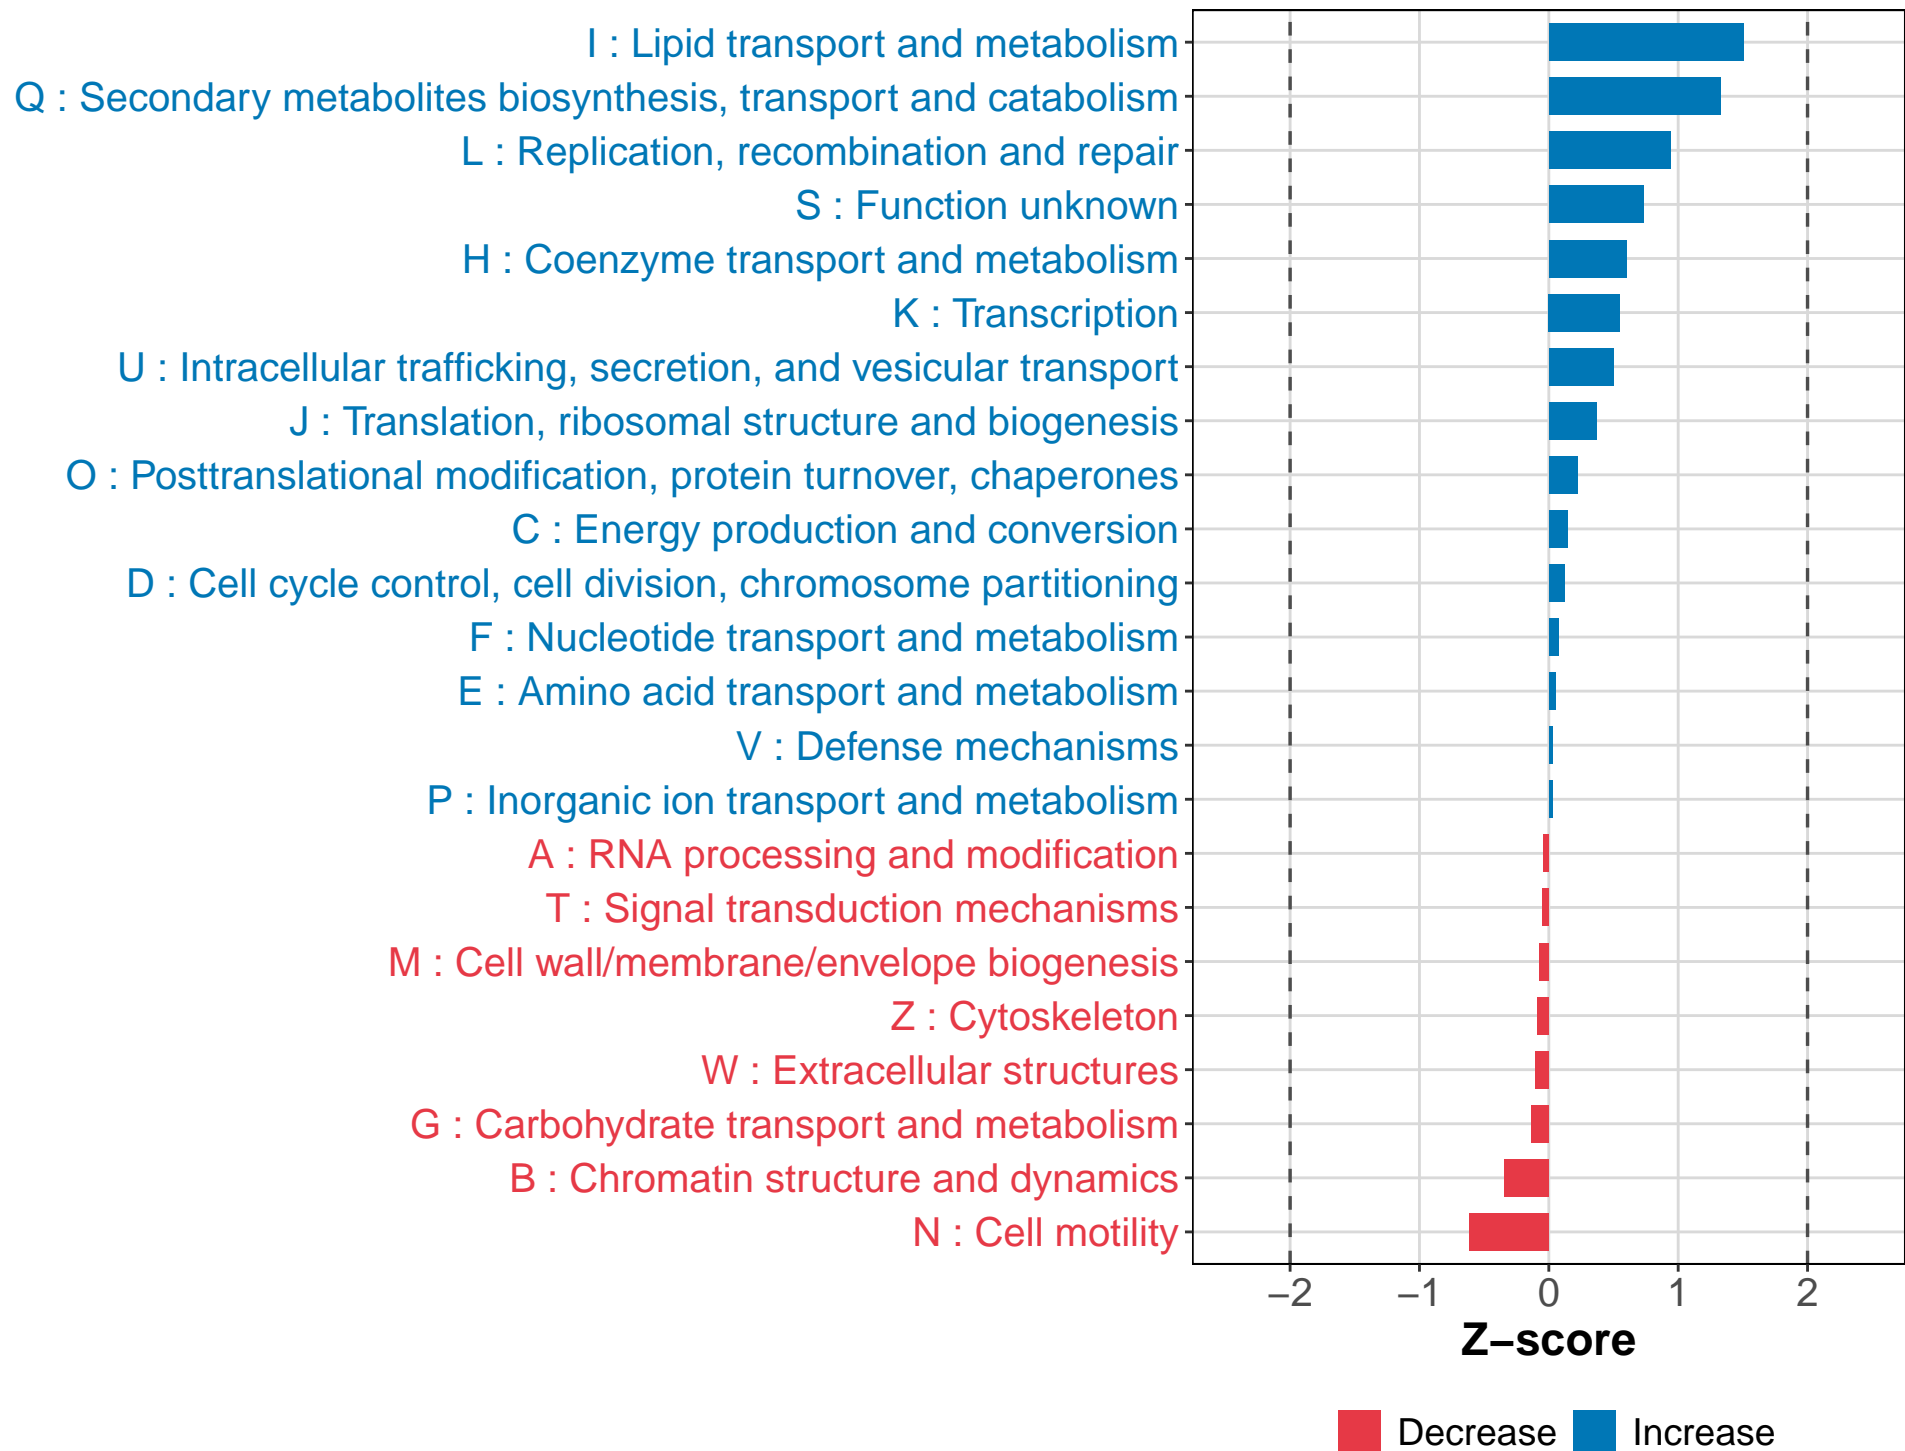 I : Lipid transport and metabolism
Q : Secondary metabolites biosynthesis, transport and catabolism
L : Replication, recombination and repair
S : Function unknown
H : Coenzyme transport and metabolism
K : Transcription
U : Intracellular trafficking, secretion, and vesicular transport
J : Translation, ribosomal structure and biogenesis
O : Posttranslational modification, protein turnover, chaperones
C : Energy production and conversion
D : Cell cycle control, cell division, chromosome partitioning
F : Nucleotide transport and metabolism
E : Amino acid transport and metabolism
V : Defense mechanisms
P : Inorganic ion transport and metabolism
A : RNA processing and modification
T : Signal transduction mechanisms
M : Cell wall/membrane/envelope biogenesis
Z : Cytoskeleton
W : Extracellular structures
G : Carbohydrate transport and metabolism
B : Chromatin structure and dynamics
N : Cell motility
−2 −1 0 1 2
Z−score
Decrease Increase